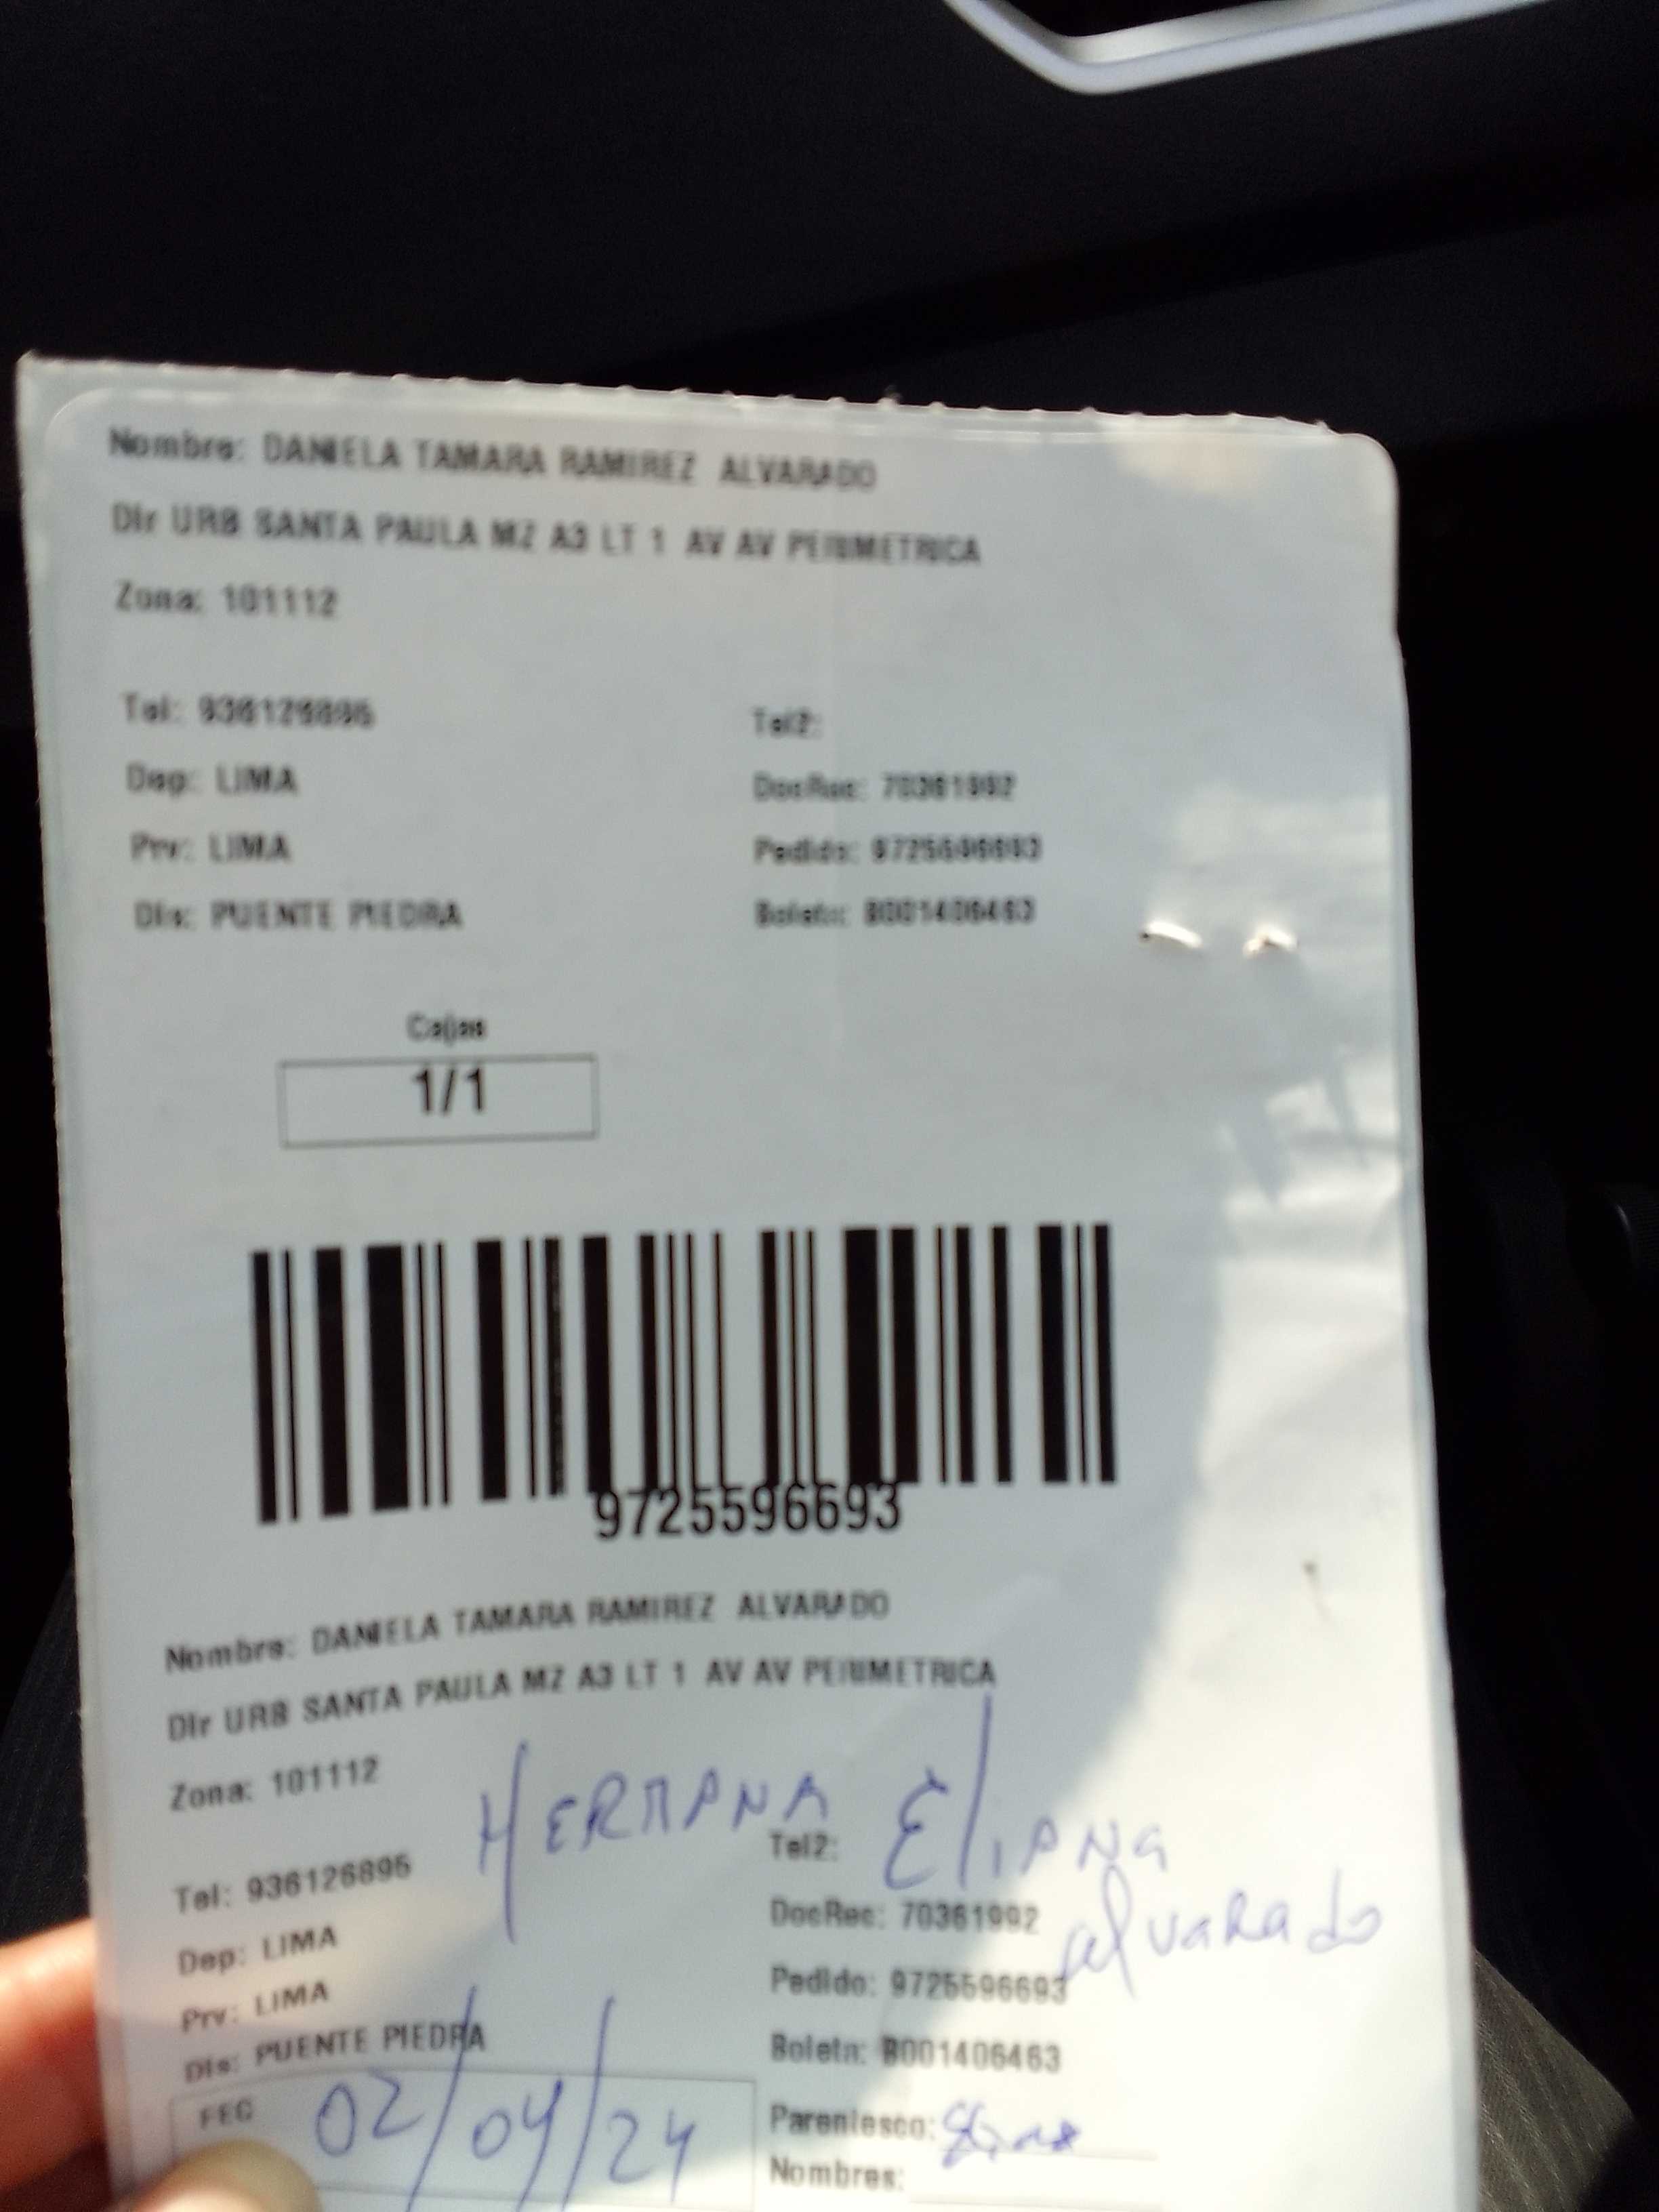 Nombre: DANIELA TAMARA RAMIREZ ALVARADO
Dir URB SANTA PAULA MZ A3 LT 1 AV AV PERIMETRICA
Zona: 101112
Tel: 936126895 Tel2:
Dep: LIMA DocRec: 70361992
Prv: LIMA Pedido: 9725596693
Dis: PUENTE PIEDRA Boleta: B001406463
Cajas
1/1
9725596693
Nombre: DANIELA TAMARA RAMIREZ ALVARADO
Dir URB SANTA PAULA MZ A3 LT 1 AV AV PERIMETRICA
Zona: 101112
HERMANA Eliana
Tel: 936126895 Tel2:
Alvarado
Dep: LIMA DocRec: 70361992
Prv: LIMA Pedido: 9725596693
Dis: PUENTE PIEDRA Boleta: B001406463
FEC 02/04/24 Parentesco:
Nombres: